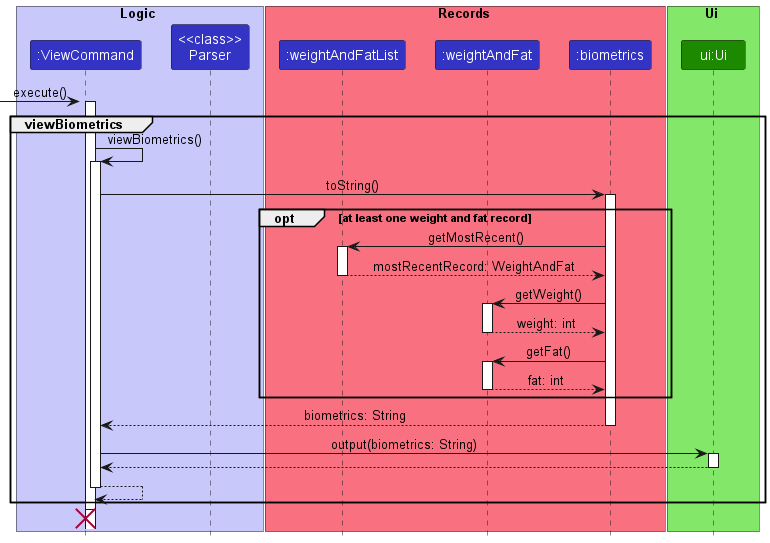 Logic
Records
Ui
:ViewCommand
<<class>>
Parser
:weightAndFatList
:weightAndFat
:biometrics
ui:Ui
execute()
viewBiometrics
viewBiometrics()
toString()
opt
[at least one weight and fat record]
getMostRecent()
mostRecentRecord: WeightAndFat
getWeight()
weight: int
getFat()
fat: int
biometrics: String
output(biometrics: String)